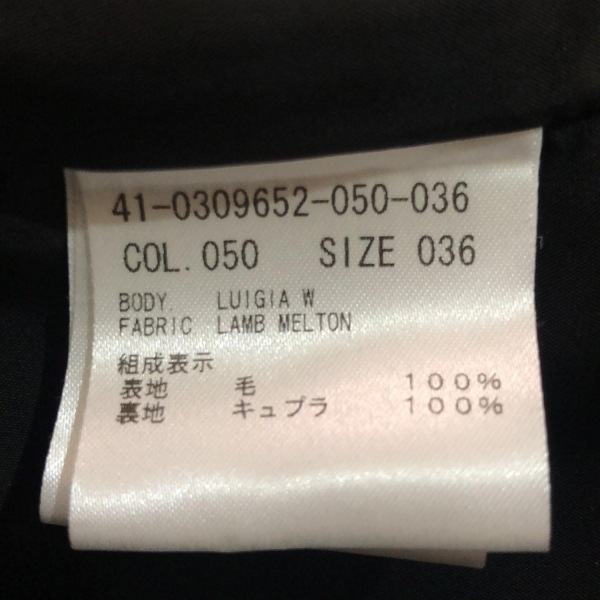 41-0309652-050-036
COL.050 SIZE 036
BODY. LUIGIA W
FABRIC LAMB MELTON
組成表示
表地 毛 100%
裏地 キュプラ 100%